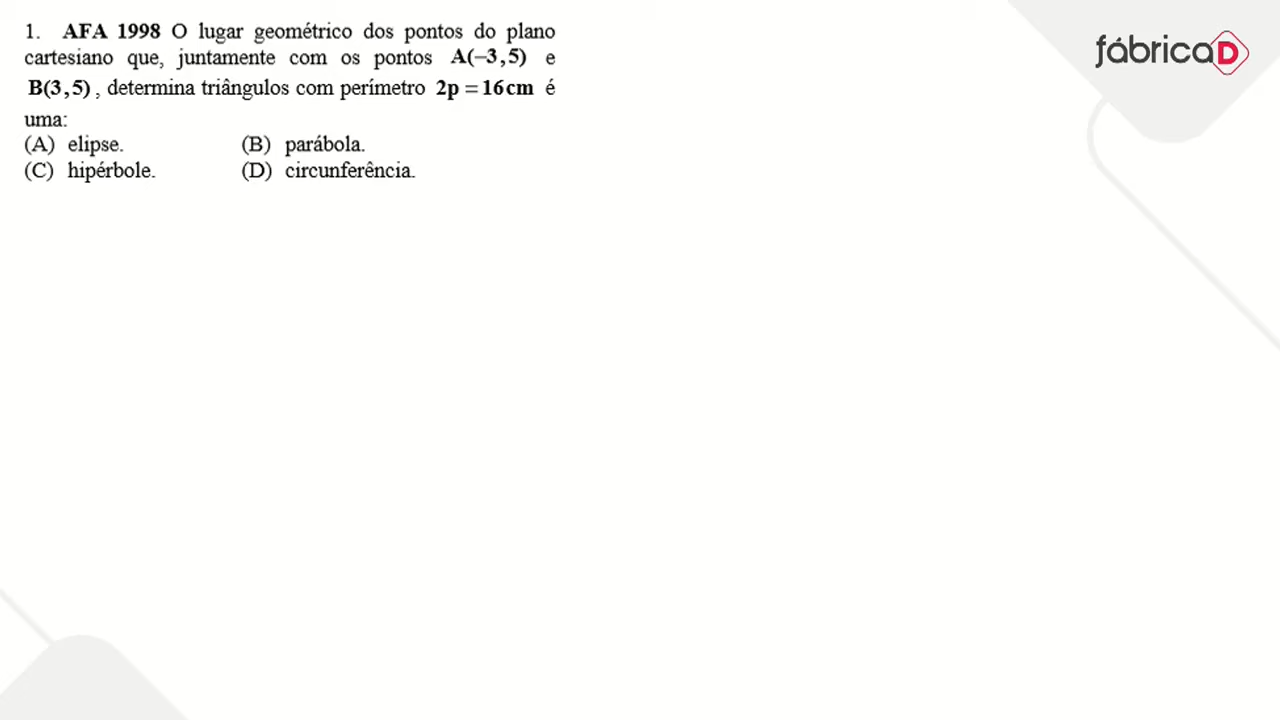 1. AFA 1998 O lugar geométrico dos pontos do plano
cartesiano que, juntamente com os pontos A(−3,5) e
B(3,5), determina triângulos com perímetro 2p = 16cm é
uma:
(A) elipse. (B) parábola.
(C) hipérbole. (D) circunferência.
fábricaD